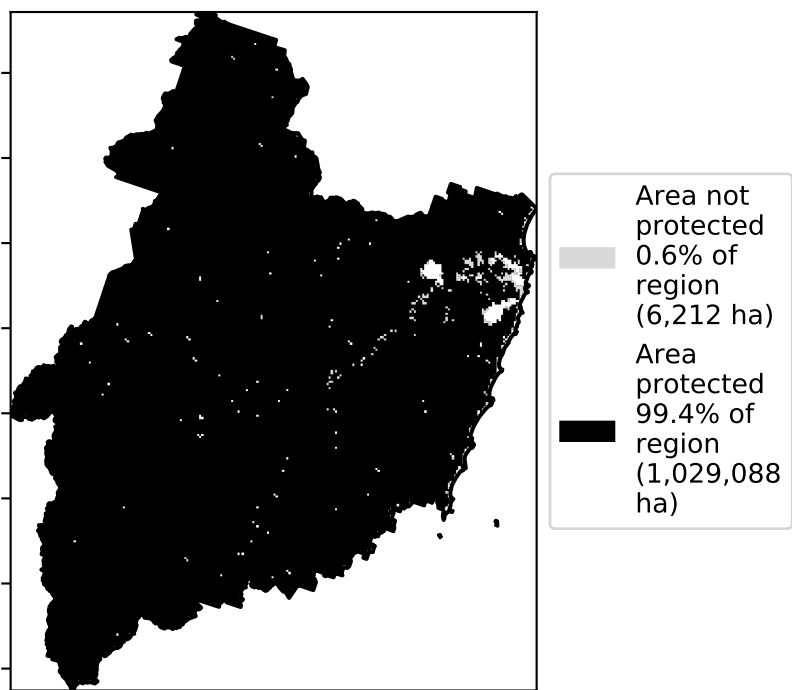 Area not
protected
0.6% of
region
(6,212 ha)
Area
protected
99.4% of
region
(1,029,088
ha)